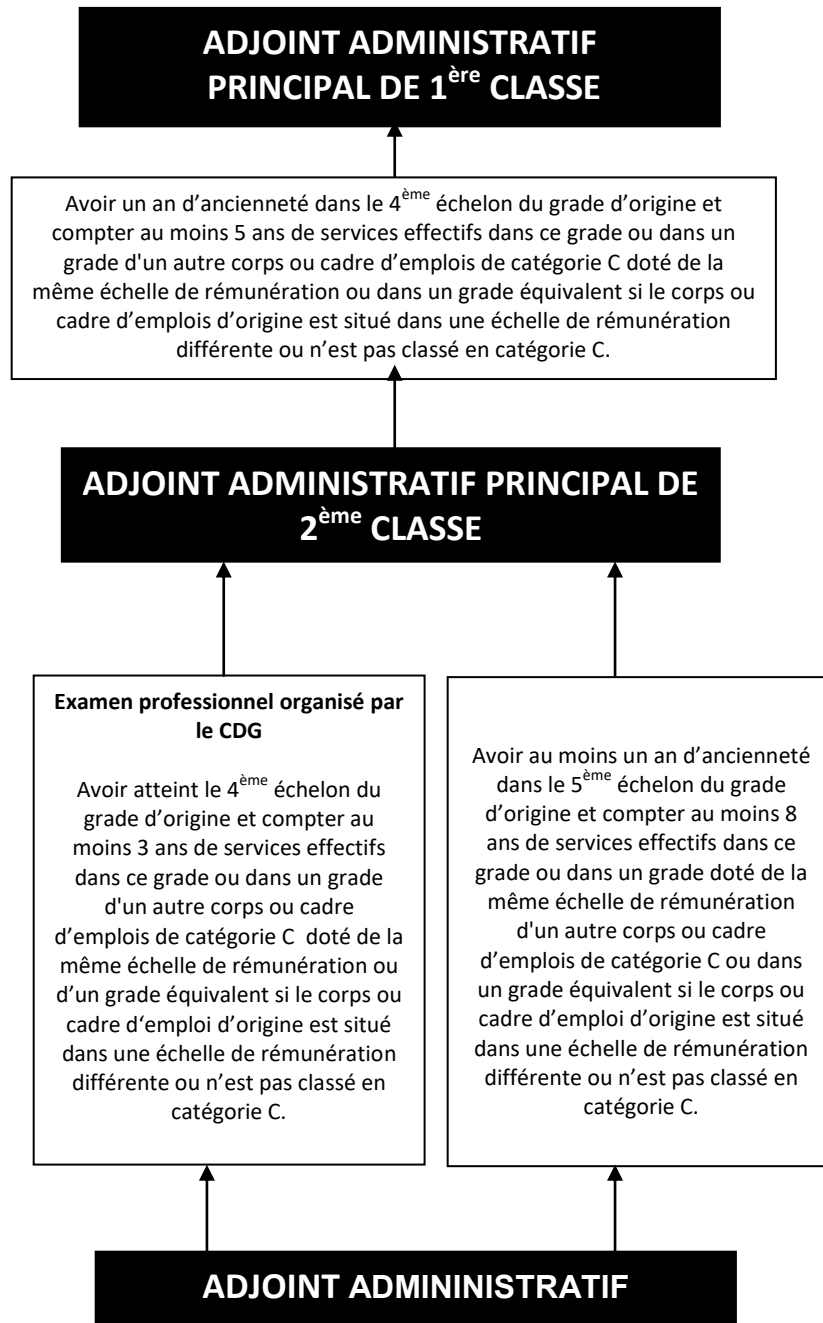 ADJOINT ADMINISTRATIF
PRINCIPAL DE 1ère CLASSE
Avoir un an d’ancienneté dans le 4ème échelon du grade d’origine et
compter au moins 5 ans de services effectifs dans ce grade ou dans un
grade d'un autre corps ou cadre d’emplois de catégorie C doté de la
même échelle de rémunération ou dans un grade équivalent si le corps ou
cadre d’emplois d’origine est situé dans une échelle de rémunération
différente ou n’est pas classé en catégorie C.
ADJOINT ADMINISTRATIF PRINCIPAL DE
2ème CLASSE
Examen professionnel organisé par
le CDG
Avoir atteint le 4ème échelon du
grade d’origine et compter au
moins 3 ans de services effectifs
dans ce grade ou dans un grade
d'un autre corps ou cadre
d’emplois de catégorie C doté de la
même échelle de rémunération ou
d’un grade équivalent si le corps ou
cadre d‘emploi d’origine est situé
dans une échelle de rémunération
différente ou n’est pas classé en
catégorie C.
Avoir au moins un an d’ancienneté
dans le 5ème échelon du grade
d’origine et compter au moins 8
ans de services effectifs dans ce
grade ou dans un grade doté de la
même échelle de rémunération
d'un autre corps ou cadre
d’emplois de catégorie C ou dans
un grade équivalent si le corps ou
cadre d’emploi d’origine est situé
dans une échelle de rémunération
différente ou n’est pas classé en
catégorie C.
ADJOINT ADMININISTRATIF